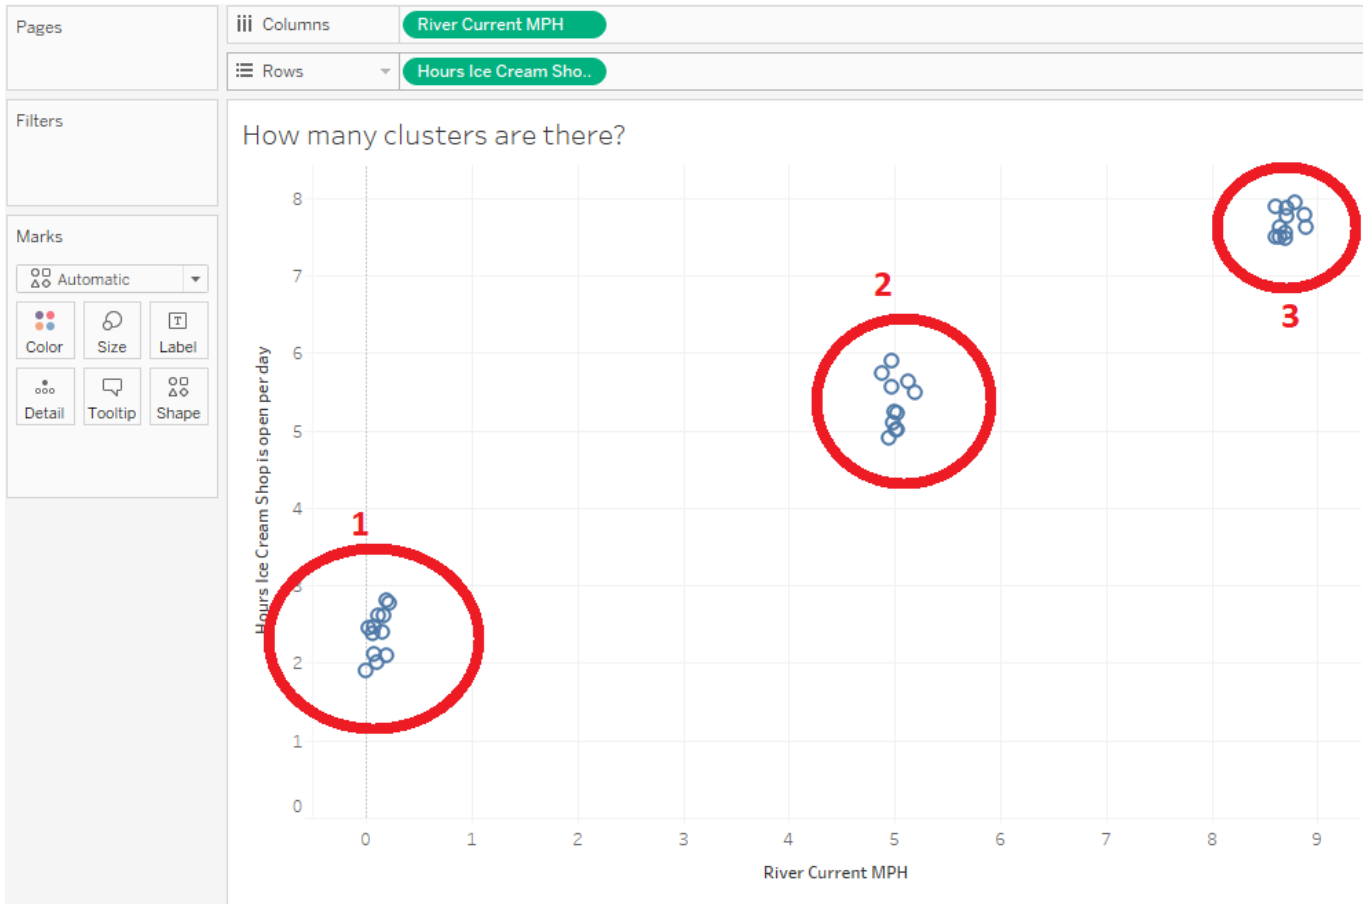 Pages
Columns
River Current MPH
Rows
Hours Ice Cream Sho..
Filters
Marks
Automatic
Color
Size
T
Label
Detail
Tooltip
Shape
How many clusters are there?
Hours Ice Cream Shop is open per day
8
7
6
5
4
3
2
1
0
1
2
3
0
1
2
3
4
5
6
7
8
9
River Current MPH